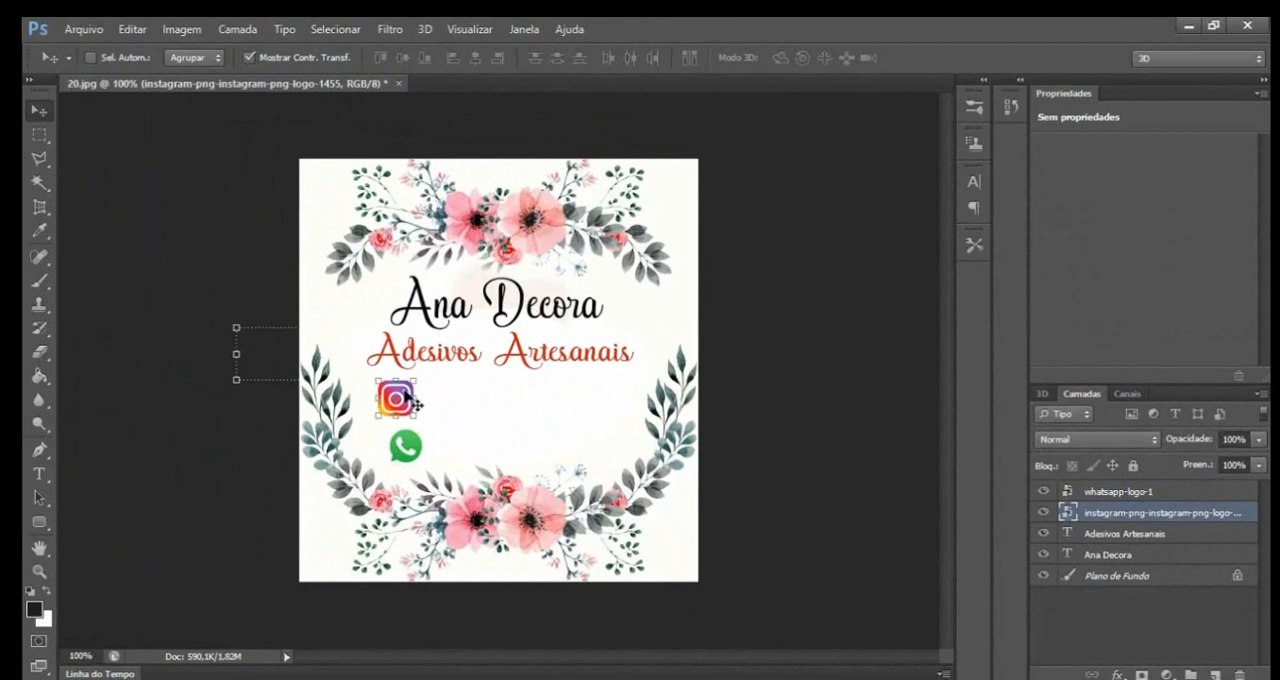 Ps Arquivo Editar Imagem Camada Tipo Selecionar Filtro 3D Visualizar Janela Ajuda
Sel. Autom.: Agrupar Mostrar Contr. Transf. Modo 3D: 3D
20.jpg @ 100% (instagram-png-instagram-png-logo-1455, RGB/8) * ×
Propriedades
Sem propriedades
Ana Decora
Adesivos Artesanais
3D Camadas Canais
Tipo
Normal Opacidade: 100%
Bloq.: Preen.: 100%
whatsapp-logo-1
instagram-png-instagram-png-logo-...
Adesivos Artesanais
Ana Decora
Plano de Fundo
100% Doc: 590,1K/1,82M
Linha do Tempo